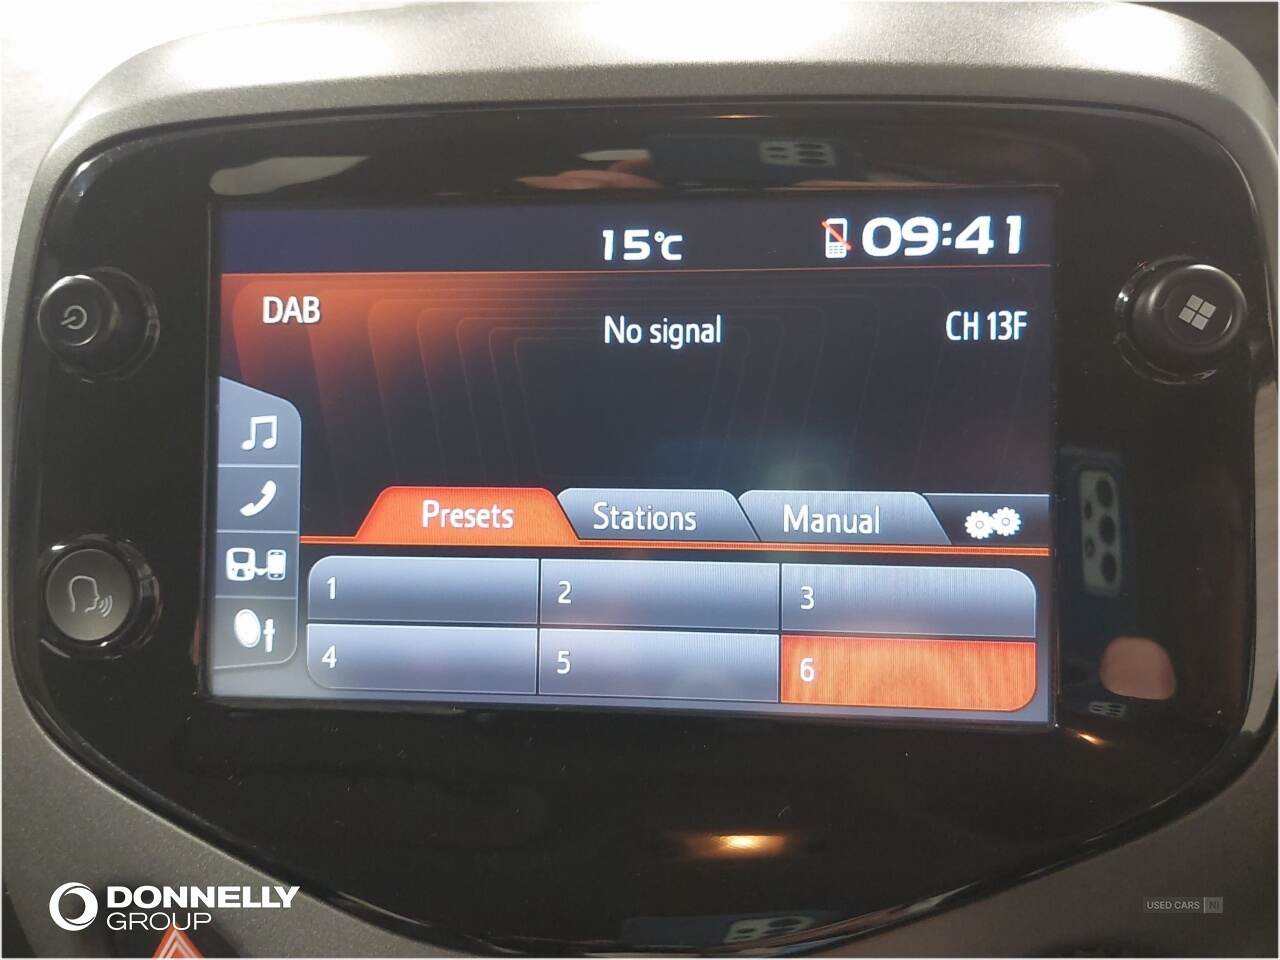 15°C
09:41
DAB
No signal
CH 13F
Presets
Stations
Manual
1
2
3
4
5
6
DONNELLY
GROUP
USED CARS NI